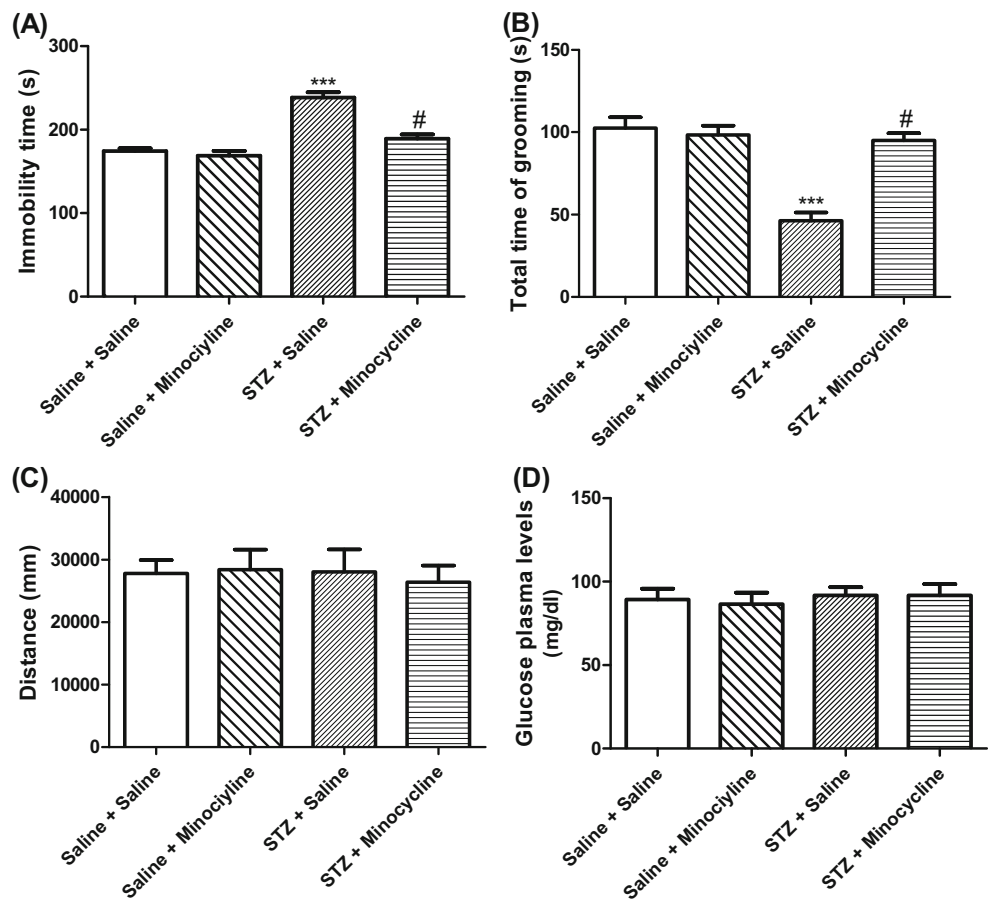 (A)
Immobility time (s)
300
200
100
0
***
#
Saline + Saline
Saline + Minociyline
STZ + Saline
STZ + Minocycline
(B)
Total time of grooming (s)
150
100
50
0
***
#
Saline + Saline
Saline + Minociyline
STZ + Saline
STZ + Minocycline
(C)
Distance (mm)
40000
30000
20000
10000
0
Saline + Saline
Saline + Minociyline
STZ + Saline
STZ + Minocycline
(D)
Glucose plasma levels
(mg/dl)
150
100
50
0
Saline + Saline
Saline + Minociyline
STZ + Saline
STZ + Minocycline